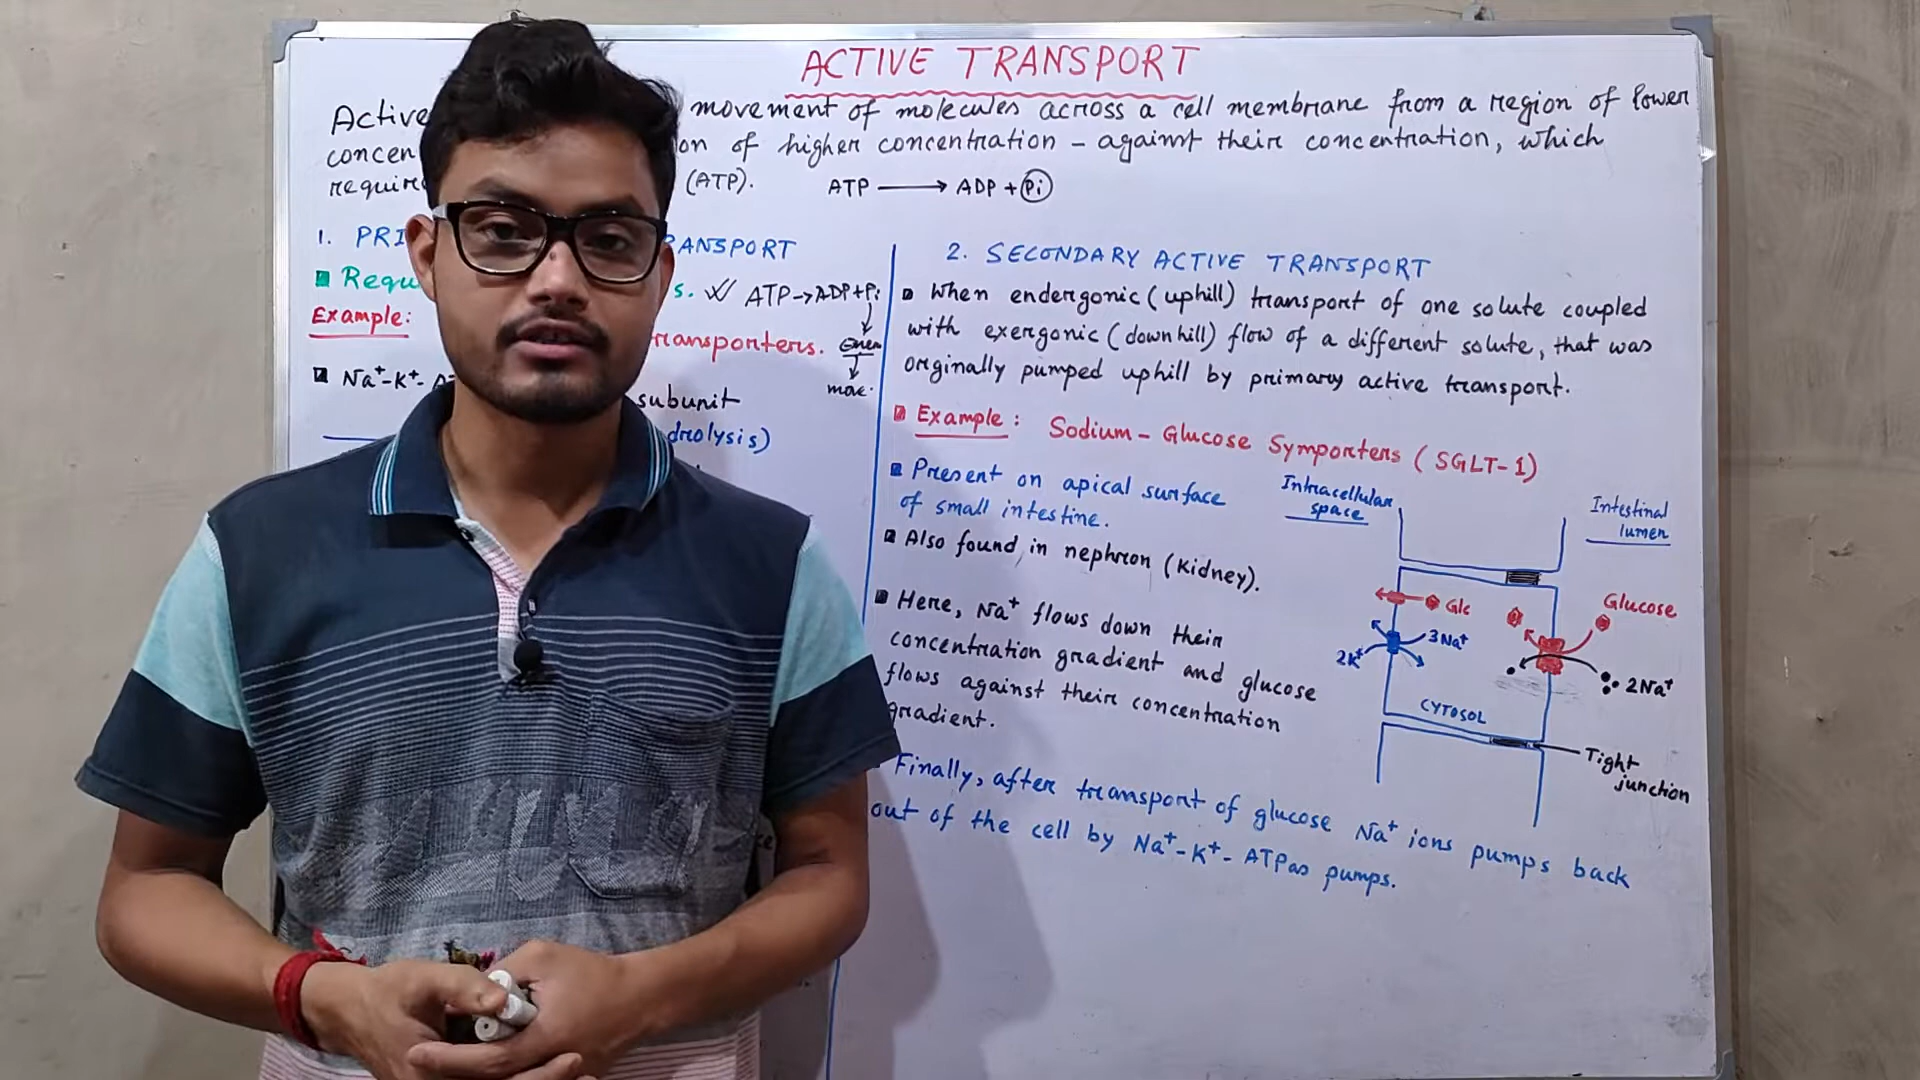 ACTIVE TRANSPORT
Active movement of molecules across a cell membrane from a region of lower
concen on of higher concentration - against their concentration, which
require (ATP). ATP → ADP + Pi
1. PRI RANSPORT
Requ s. ATP→ADP+Pi
Example: transporters. Ener
move.
Na+-K+- A subunit
drolysis)
2. SECONDARY ACTIVE TRANSPORT
When endergonic (uphill) transport of one solute coupled
with exergonic (downhill) flow of a different solute, that was
originally pumped uphill by primary active transport.
Example: Sodium - Glucose Symporters (SGLT-1)
Present on apical surface
of small intestine.
Also found in nephron (Kidney).
Here, Na+ flows down their
concentration gradient and glucose
flows against their concentration
gradient.
Finally, after transport of glucose Na+ ions pumps back
out of the cell by Na+-K+- ATPas pumps.
Intracellular
space
Intestinal
lumen
Glc
Glucose
3Na+
2K+
2Na+
CYTOSOL
Tight
junction